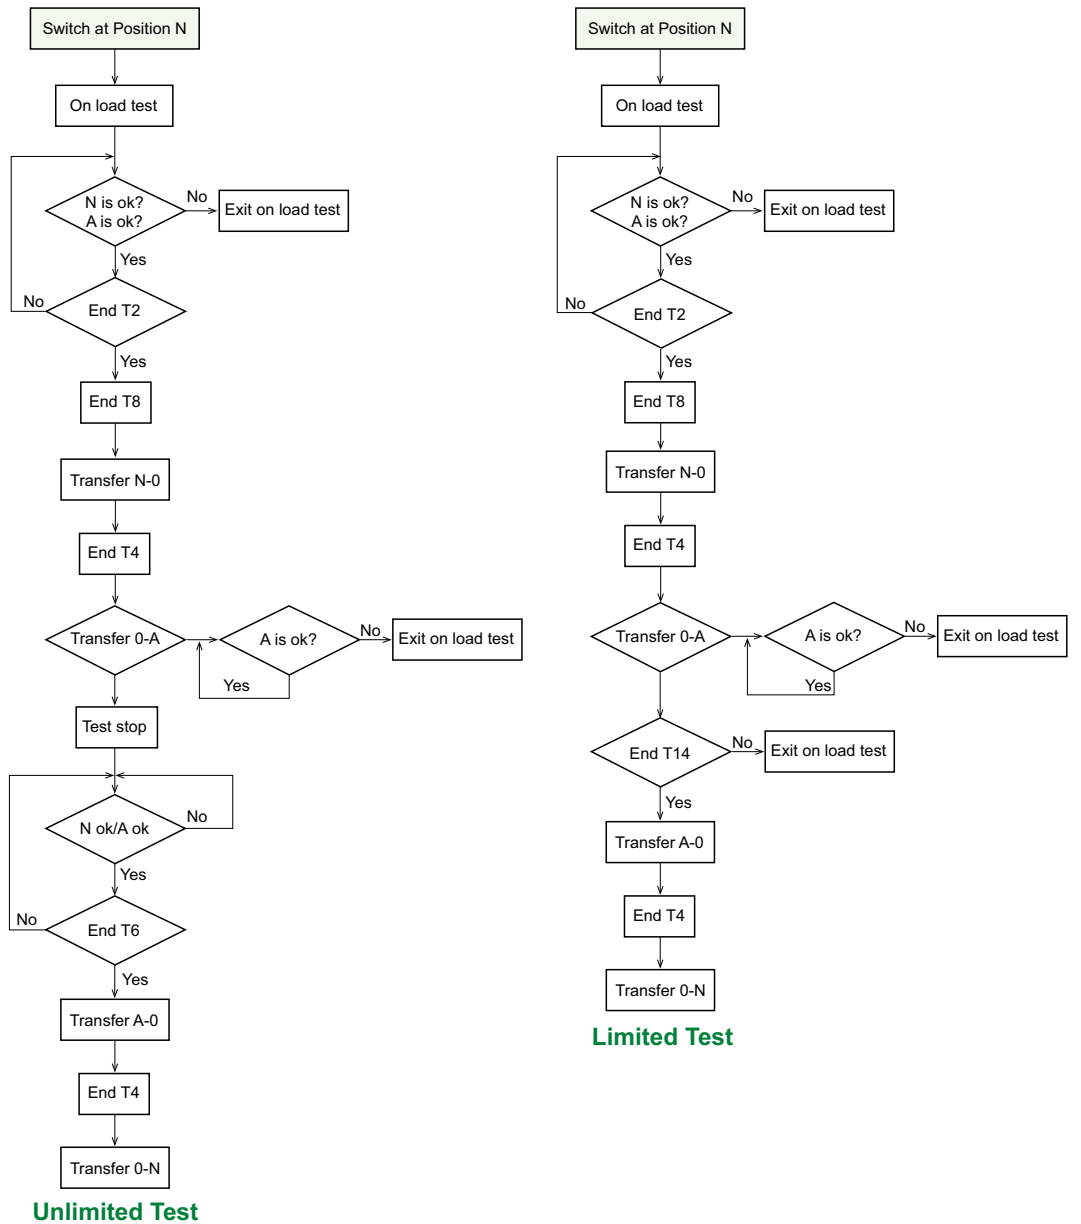 Switch at Position N
On load test
N is ok?
A is ok?
No
Exit on load test
Yes
End T2
No
Yes
End T8
Transfer N-0
End T4
Transfer 0-A
A is ok?
No
Exit on load test
Yes
Test stop
N ok/A ok
No
Yes
End T6
No
Yes
Transfer A-0
End T4
Transfer 0-N
Unlimited Test
Switch at Position N
On load test
N is ok?
A is ok?
No
Exit on load test
Yes
End T2
No
Yes
End T8
Transfer N-0
End T4
Transfer 0-A
A is ok?
No
Exit on load test
Yes
End T14
No
Exit on load test
Yes
Transfer A-0
End T4
Transfer 0-N
Limited Test